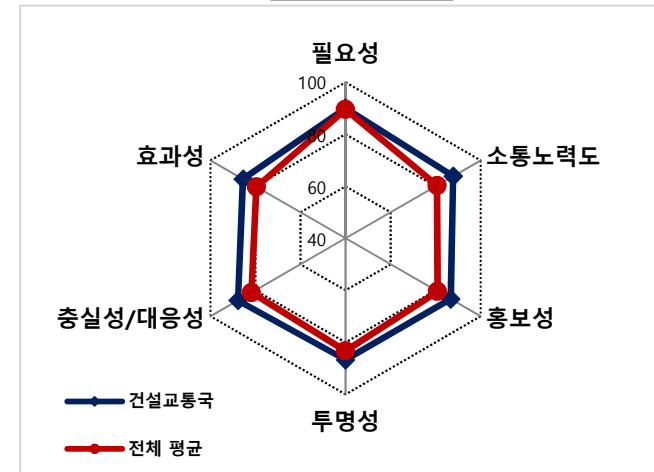 필요성
100
80
효과성
소통노력도
60
40
충실성/대응성
홍보성
투명성
건설교통국
전체 평균